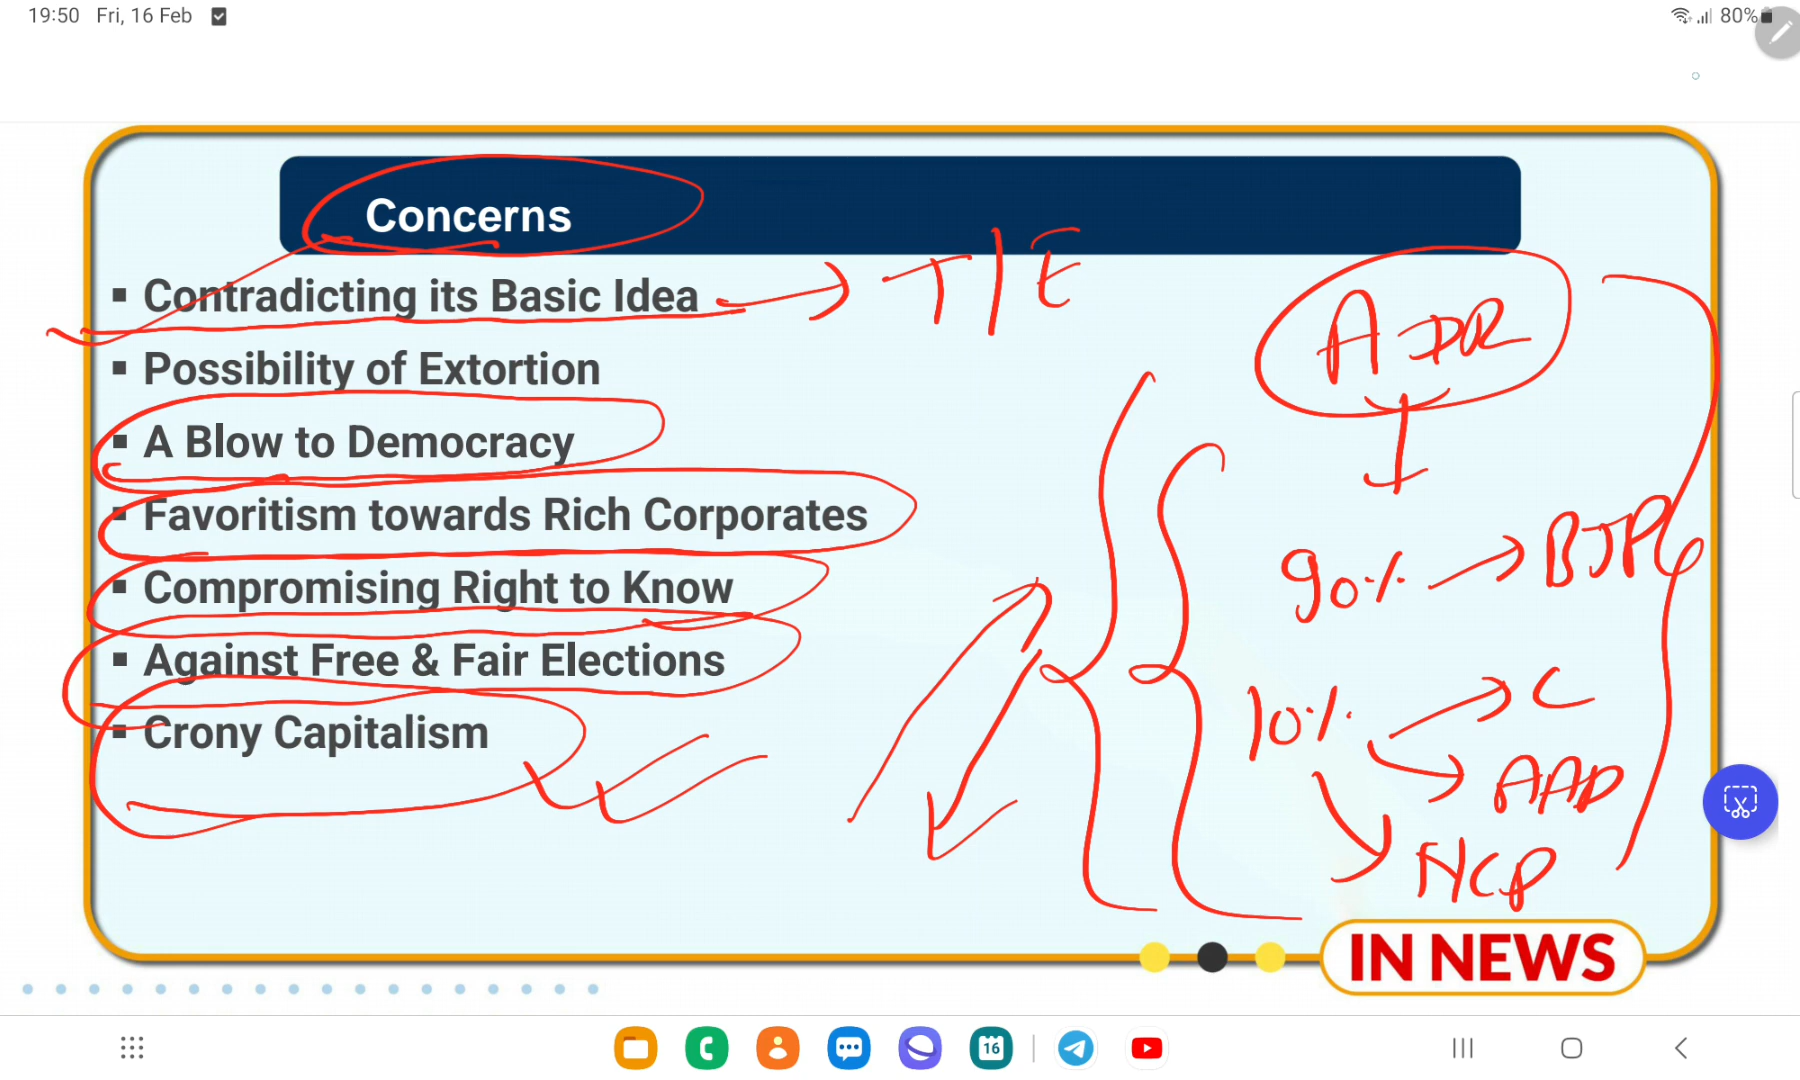 19:50 Fri, 16 Feb
80%
Concerns
▪ Contradicting its Basic Idea → T/E
▪ Possibility of Extortion
▪ A Blow to Democracy
▪ Favoritism towards Rich Corporates
▪ Compromising Right to Know
▪ Against Free & Fair Elections
▪ Crony Capitalism
ADR
90% → BJP
10% → C
→ AAP
→ NCP
IN NEWS
16